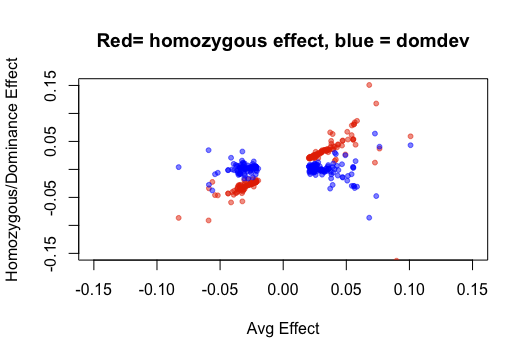 Red= homozygous effect, blue = domdev
Homozygous/Dominance Effect
0.15
0.05
-0.05
-0.15
-0.15 -0.10 -0.05 0.00 0.05 0.10 0.15
Avg Effect